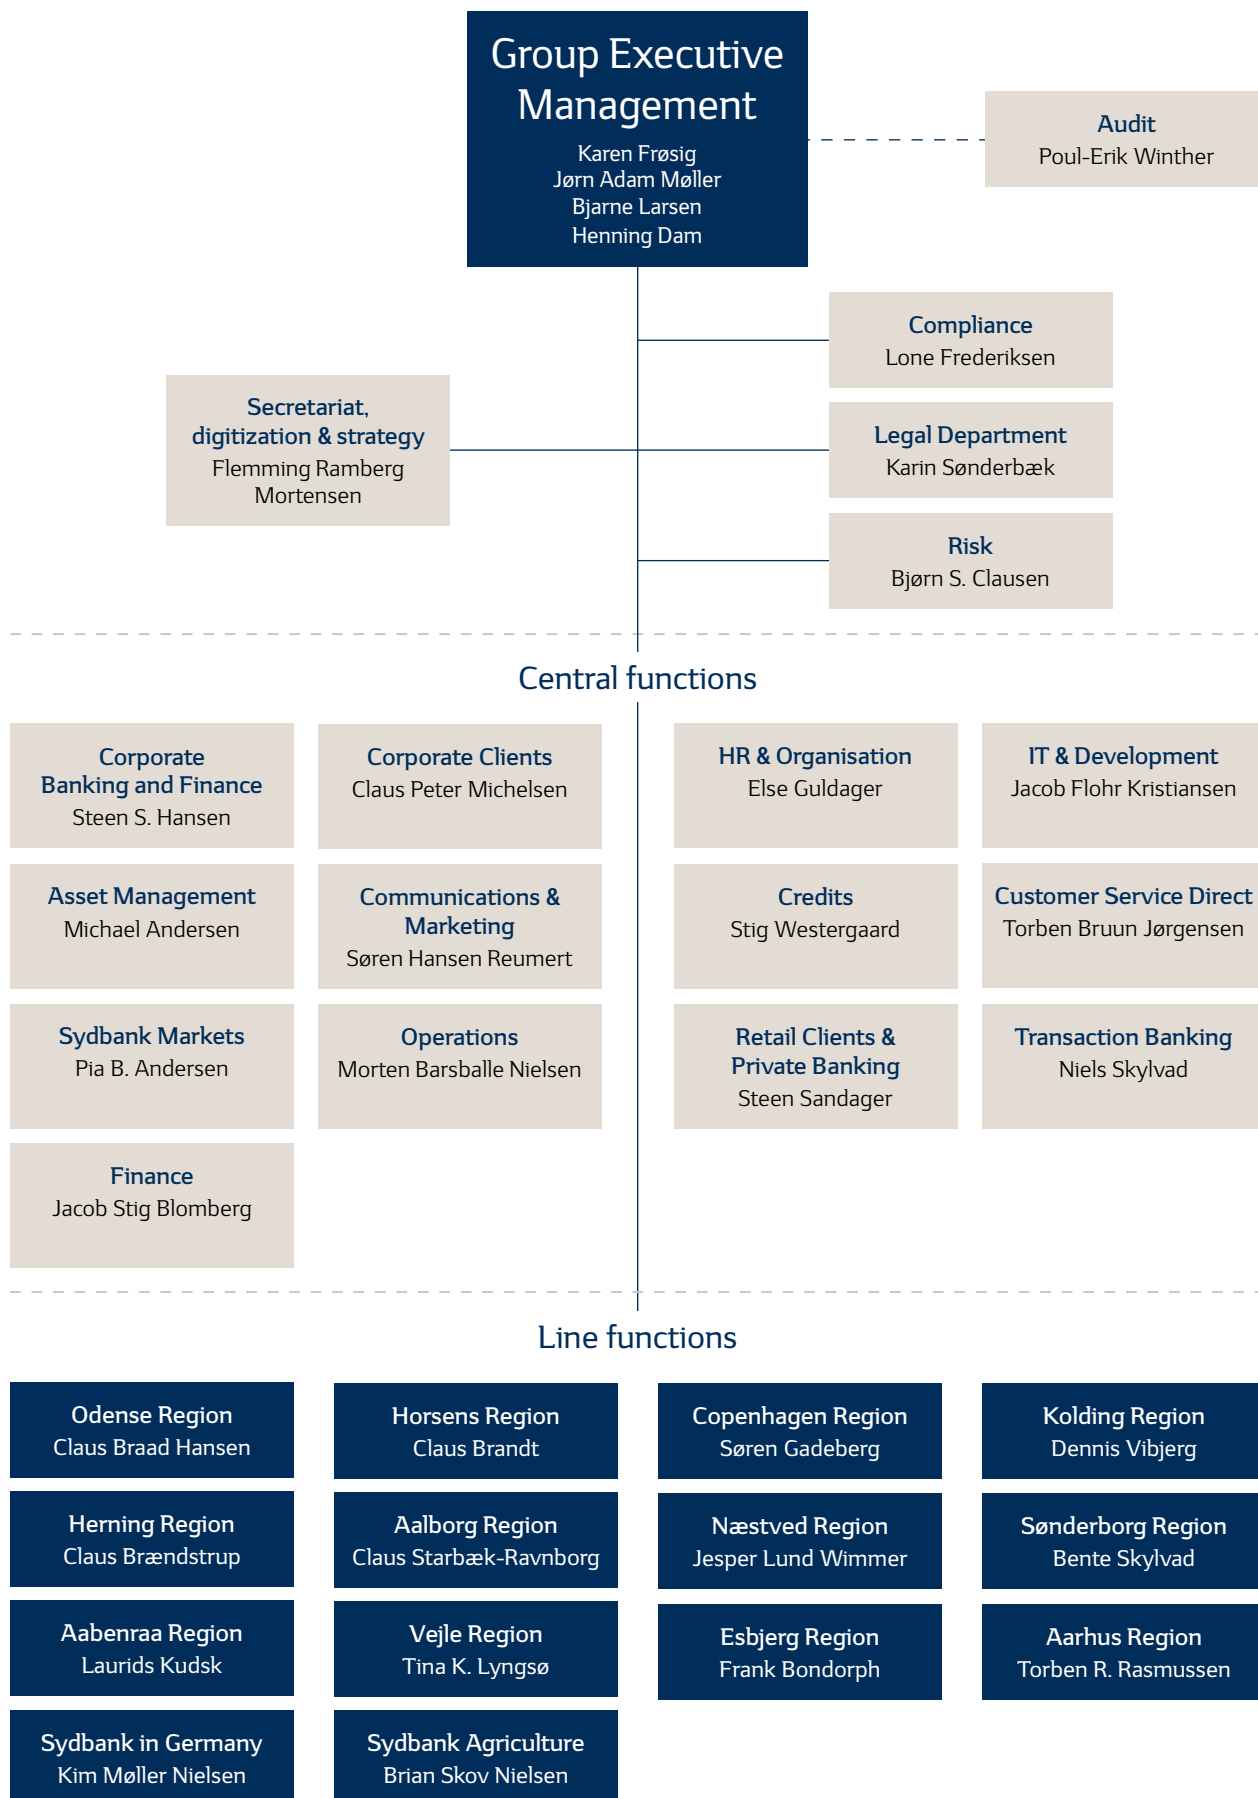 Group Executive
Management
Karen Frøsig
Jørn Adam Møller
Bjarne Larsen
Henning Dam
Audit
Poul-Erik Winther
Compliance
Lone Frederiksen
Secretariat,
digitization & strategy
Flemming Ramberg
Mortensen
Legal Department
Karin Sønderbæk
Risk
Bjørn S. Clausen
Central functions
Corporate
Banking and Finance
Steen S. Hansen
Corporate Clients
Claus Peter Michelsen
HR & Organisation
Else Guldager
IT & Development
Jacob Flohr Kristiansen
Asset Management
Michael Andersen
Communications &
Marketing
Søren Hansen Reumert
Credits
Stig Westergaard
Customer Service Direct
Torben Bruun Jørgensen
Sydbank Markets
Pia B. Andersen
Operations
Morten Barsballe Nielsen
Retail Clients &
Private Banking
Steen Sandager
Transaction Banking
Niels Skylvad
Finance
Jacob Stig Blomberg
Line functions
Odense Region
Claus Braad Hansen
Horsens Region
Claus Brandt
Copenhagen Region
Søren Gadeberg
Kolding Region
Dennis Vibjerg
Herning Region
Claus Brændstrup
Aalborg Region
Claus Starbæk-Ravnborg
Næstved Region
Jesper Lund Wimmer
Sønderborg Region
Bente Skylvad
Aabenraa Region
Laurids Kudsk
Vejle Region
Tina K. Lyngsø
Esbjerg Region
Frank Bondorph
Aarhus Region
Torben R. Rasmussen
Sydbank in Germany
Kim Møller Nielsen
Sydbank Agriculture
Brian Skov Nielsen